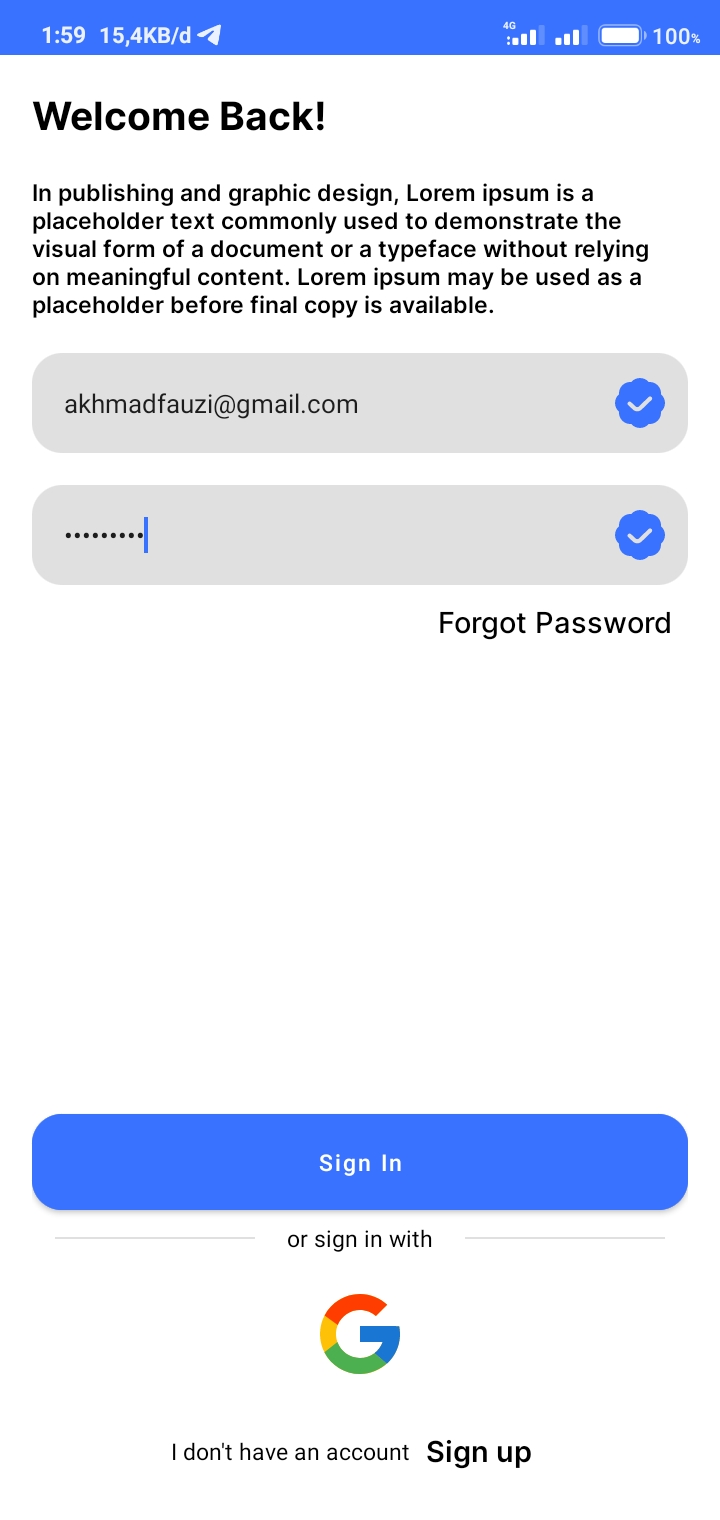 1:59 15,4KB/d 4G 100%
Welcome Back!
In publishing and graphic design, Lorem ipsum is a
placeholder text commonly used to demonstrate the
visual form of a document or a typeface without relying
on meaningful content. Lorem ipsum may be used as a
placeholder before final copy is available.
akhmadfauzi@gmail.com
•••••••••
Forgot Password
Sign In
or sign in with
I don't have an account Sign up